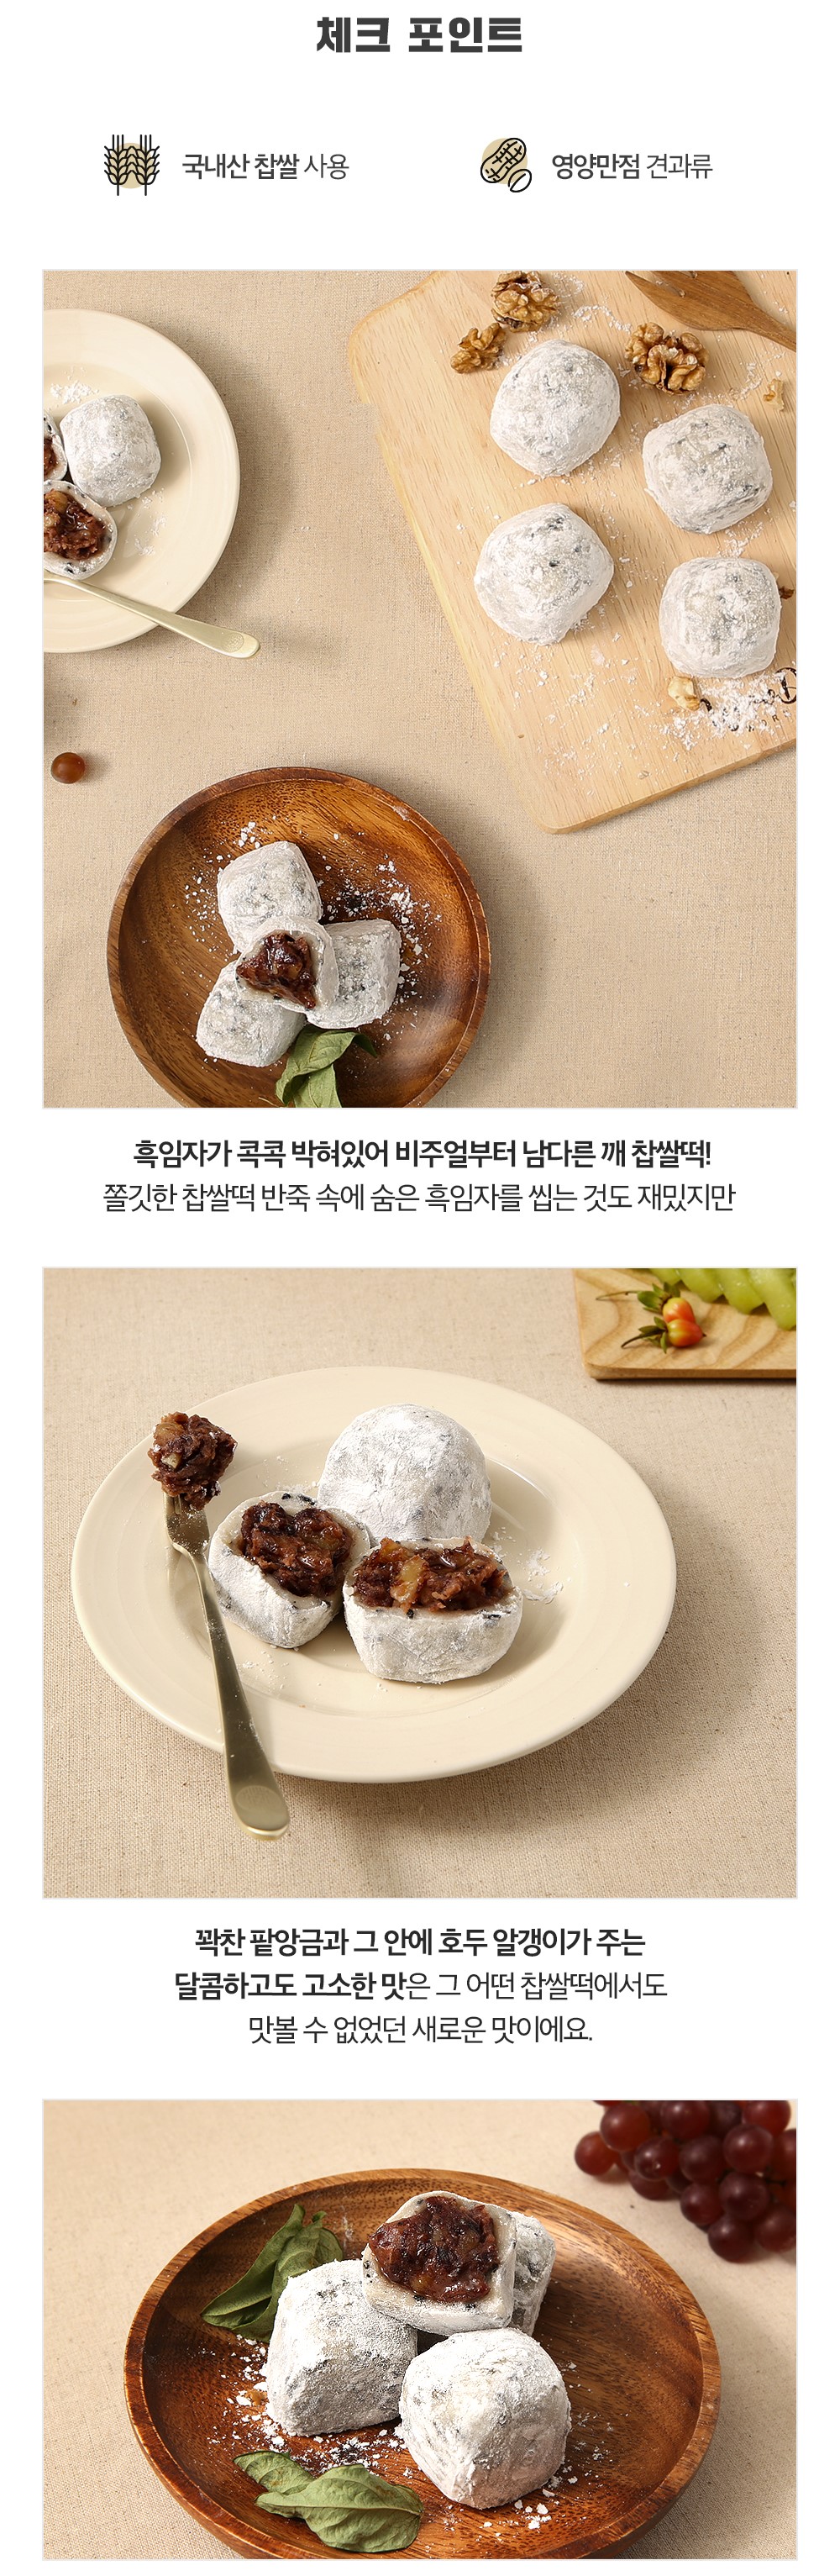 체크 포인트
국내산 찹쌀 사용
영양만점 견과류
흑임자가 콕콕 박혀있어 비주얼부터 남다른 깨 찹쌀떡!
쫄깃한 찹쌀떡 반죽 속에 숨은 흑임자를 씹는 것도 재밌지만
꽉찬 팥앙금과 그 안에 호두 알갱이가 주는
달콤하고도 고소한 맛은 그 어떤 찹쌀떡에서도
맛볼 수 없었던 새로운 맛이에요.